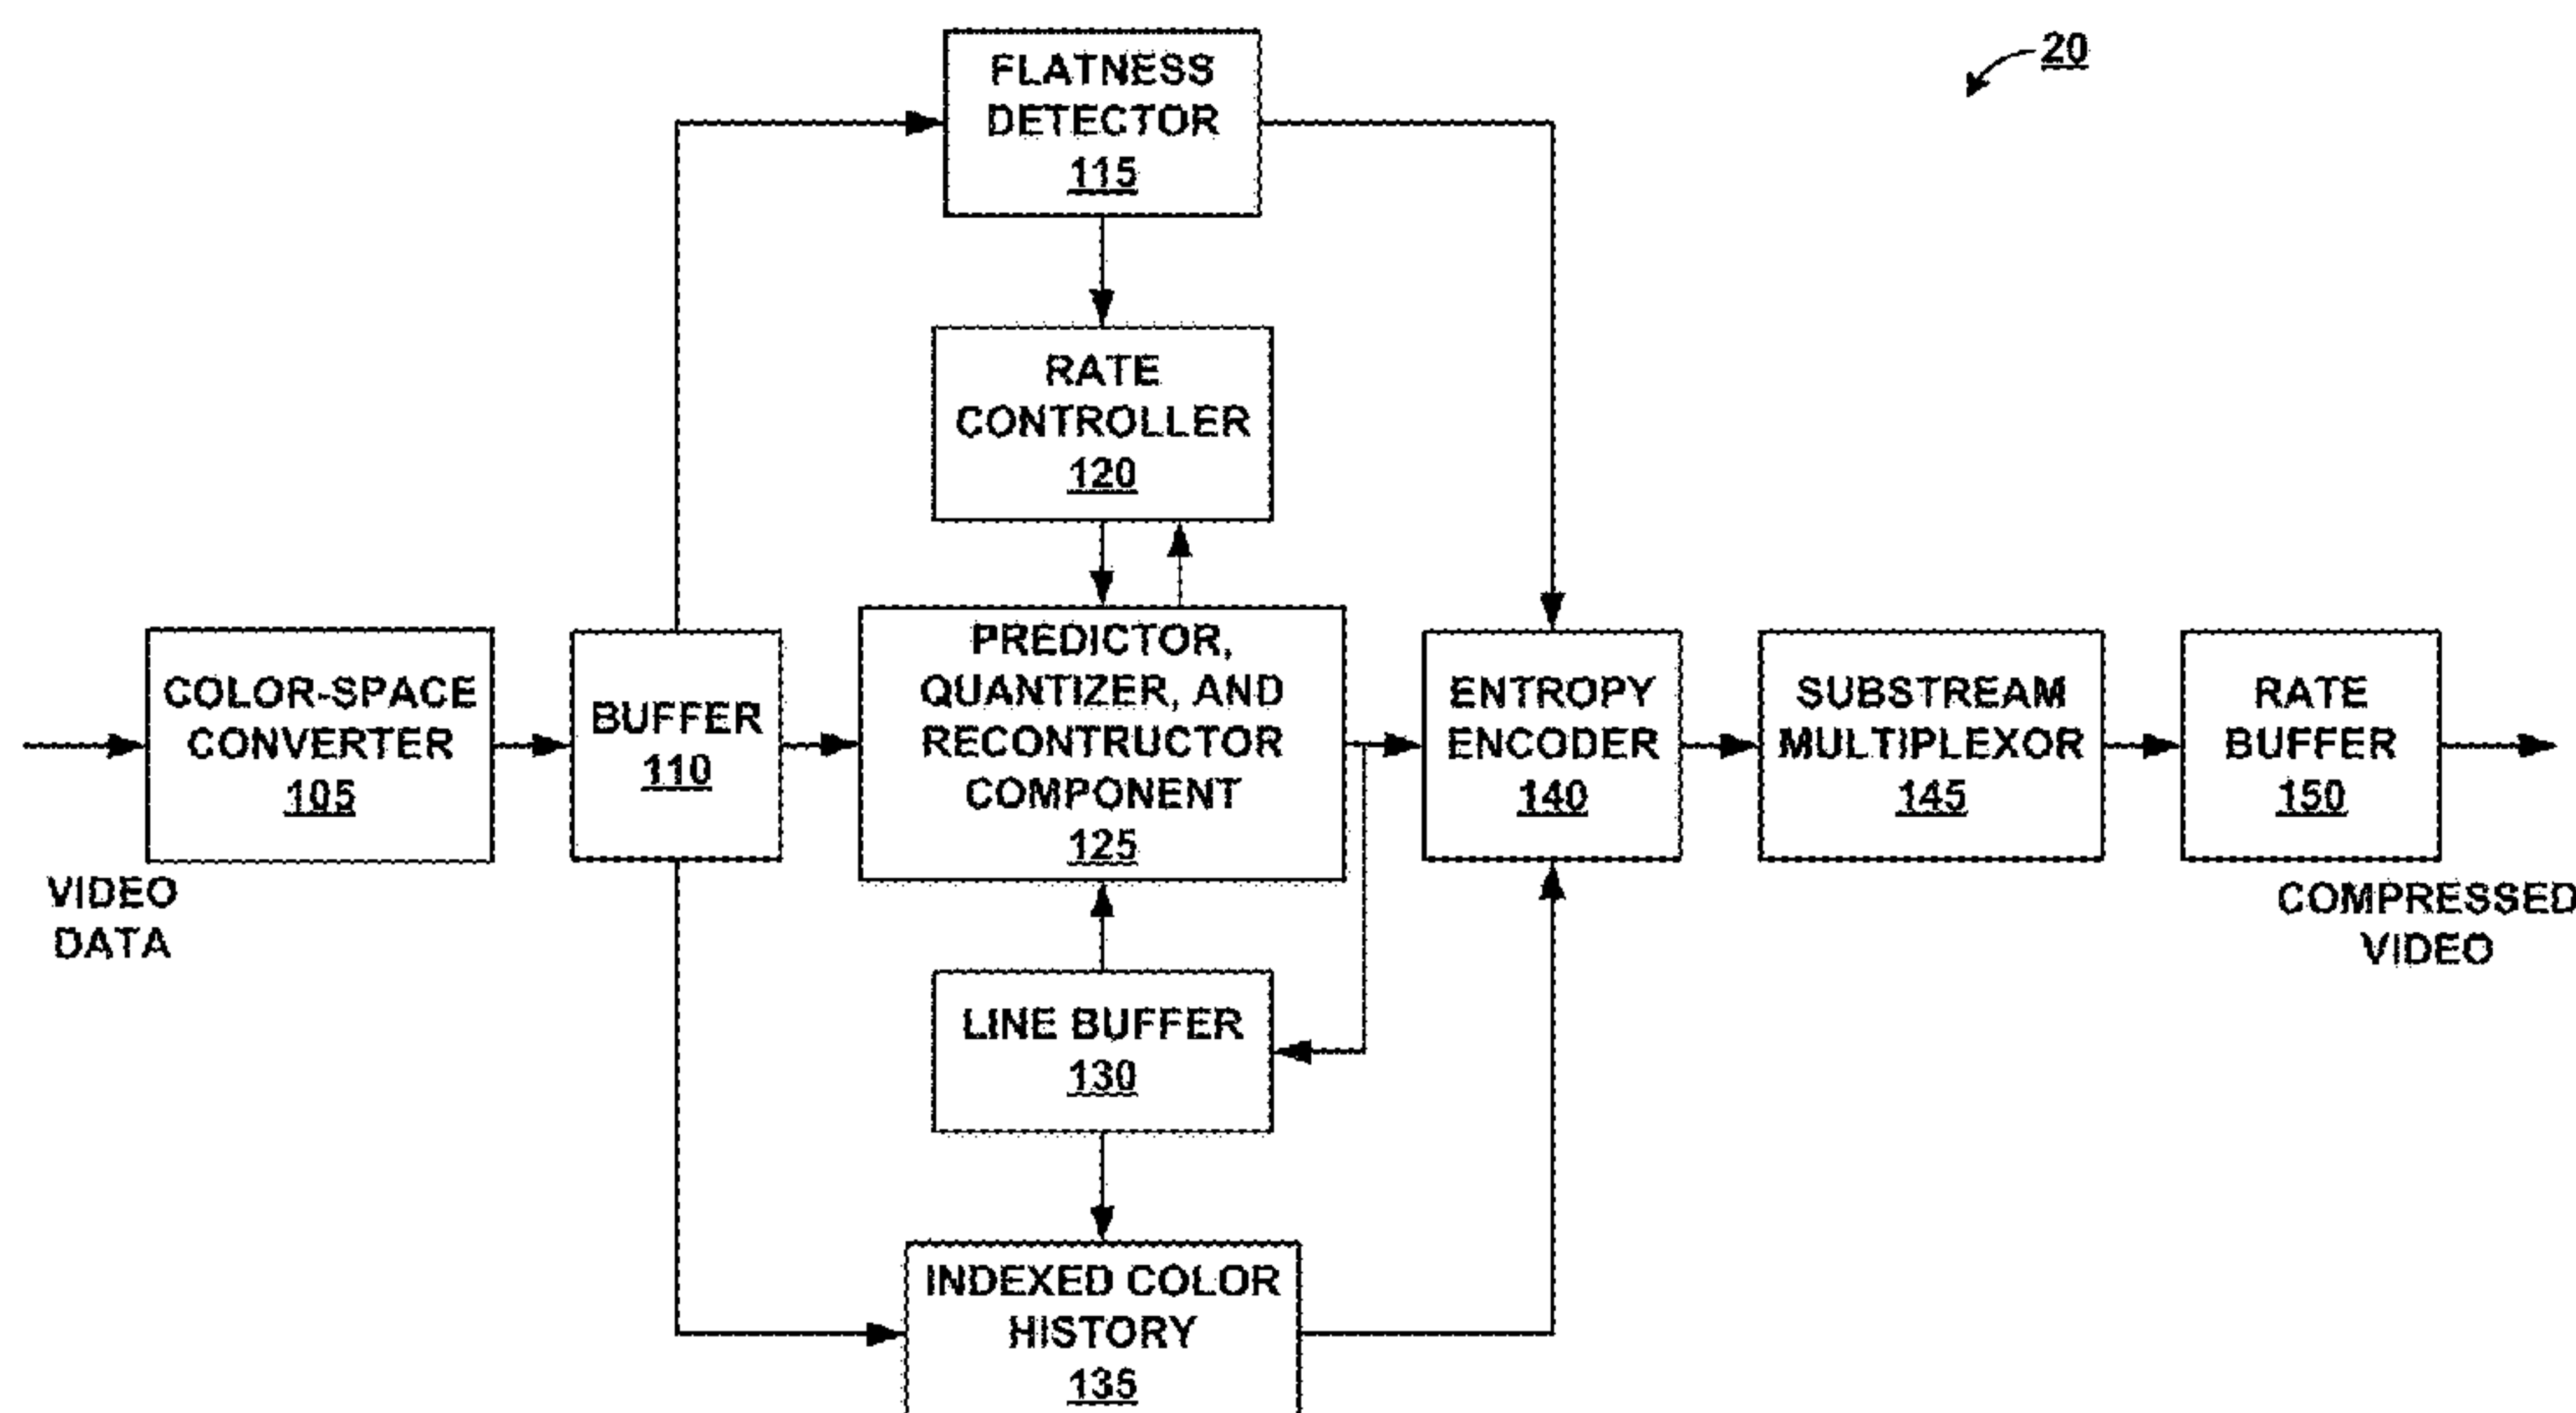 20
FLATNESS
DETECTOR
115
RATE
CONTROLLER
120
COLOR-SPACE
CONVERTER
105
BUFFER
110
PREDICTOR,
QUANTIZER, AND
RECONTRUCTOR
COMPONENT
125
ENTROPY
ENCODER
140
SUBSTREAM
MULTIPLEXOR
145
RATE
BUFFER
150
VIDEO
DATA
COMPRESSED
VIDEO
LINE BUFFER
130
INDEXED COLOR
HISTORY
135